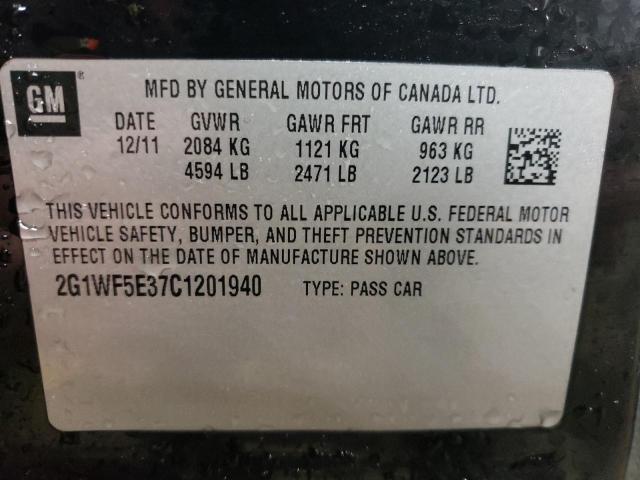 GM ®
MFD BY GENERAL MOTORS OF CANADA LTD.
DATE GVWR GAWR FRT GAWR RR
12/11 2084 KG 1121 KG 963 KG
4594 LB 2471 LB 2123 LB
THIS VEHICLE CONFORMS TO ALL APPLICABLE U.S. FEDERAL MOTOR
VEHICLE SAFETY, BUMPER, AND THEFT PREVENTION STANDARDS IN
EFFECT ON THE DATE OF MANUFACTURE SHOWN ABOVE.
2G1WF5E37C1201940 TYPE: PASS CAR